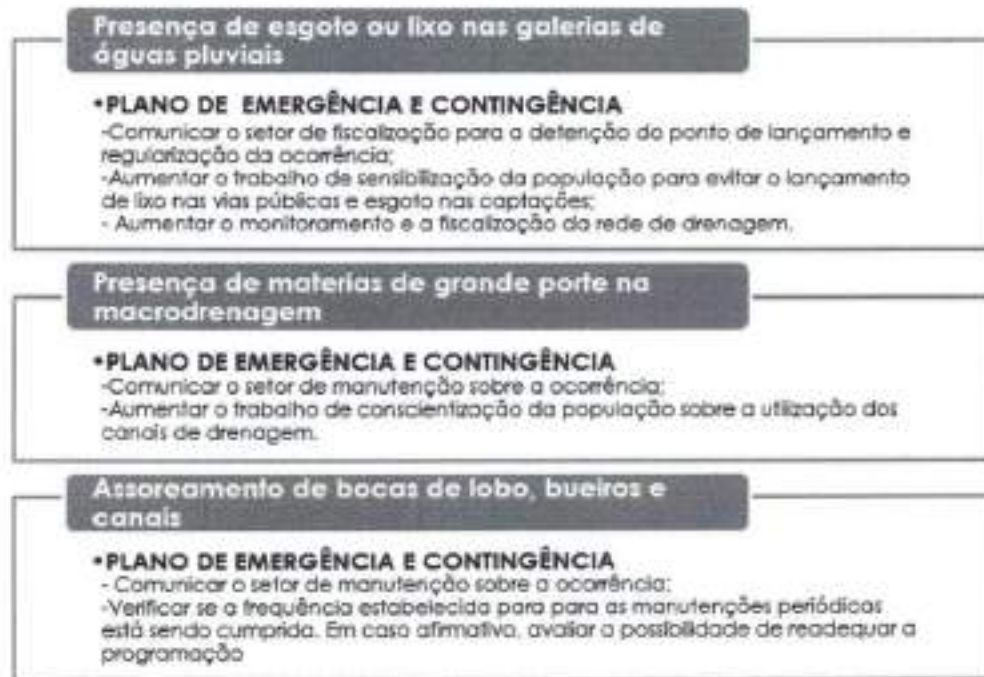 Presença de esgoto ou lixo nas galerias de
águas pluviais
•PLANO DE EMERGÊNCIA E CONTINGÊNCIA
-Comunicar o setor de fiscalização para a detenção do ponto de lançamento e
regularização da ocorrência;
-Aumentar o trabalho de sensibilização da população para evitar o lançamento
de lixo nas vias públicas e esgoto nas captações;
- Aumentar o monitoramento e a fiscalização da rede de drenagem.
Presença de materias de grande porte na
macrodrenagem
•PLANO DE EMERGÊNCIA E CONTINGÊNCIA
-Comunicar o setor de manutenção sobre a ocorrência;
-Aumentar o trabalho de conscientização da população sobre a utilização dos
canais de drenagem.
Assoreamento de bocas de lobo, bueiros e
canais
•PLANO DE EMERGÊNCIA E CONTINGÊNCIA
- Comunicar o setor de manutenção sobre a ocorrência;
-Verificar se a frequência estabelecida para para as manutenções periódicas
está sendo cumprida. Em caso afirmativo, avaliar a possibilidade de readequar a
programação